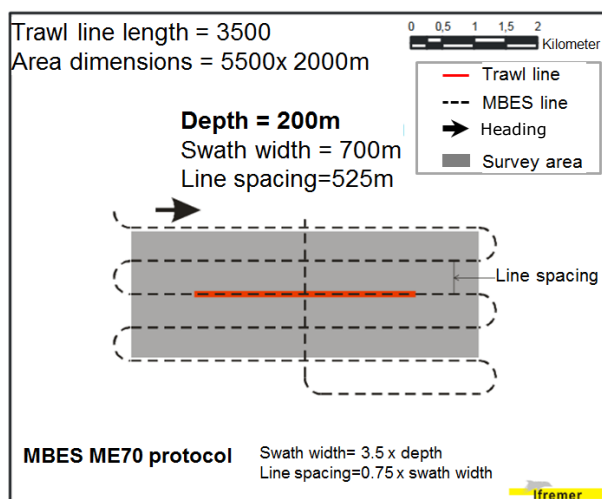 Trawl line length = 3500
Area dimensions = 5500x 2000m
0 0,5 1 1,5 2
Kilometer
Trawl line
MBES line
Heading
Survey area
Depth = 200m
Swath width = 700m
Line spacing=525m
Line spacing
MBES ME70 protocol
Swath width= 3.5 x depth
Line spacing=0.75 x swath width
Ifremer